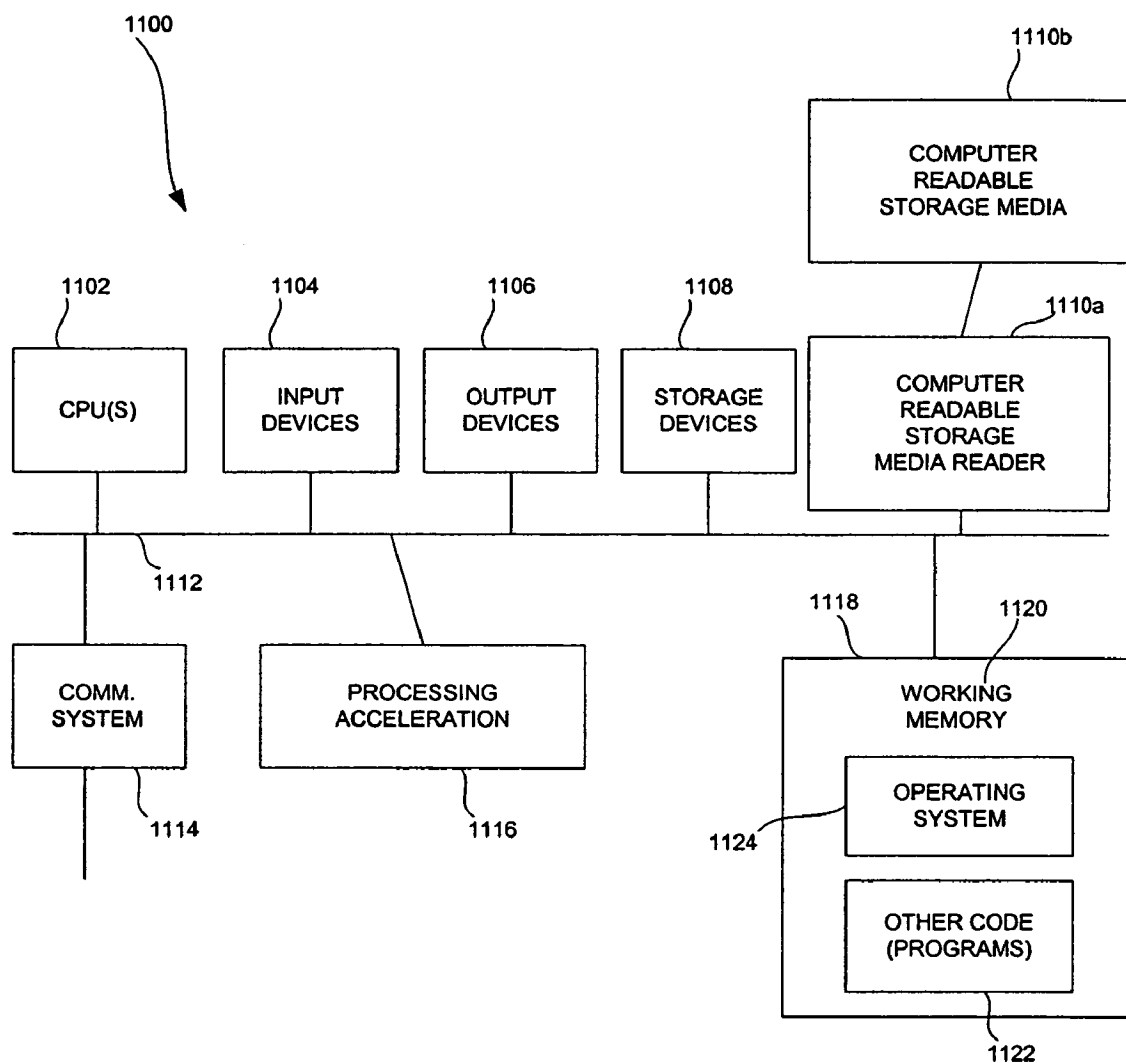 1100
1110b
COMPUTER
READABLE
STORAGE MEDIA
1102
1104
1106
1108
1110a
CPU(S)
INPUT
DEVICES
OUTPUT
DEVICES
STORAGE
DEVICES
COMPUTER
READABLE
STORAGE
MEDIA READER
1112
1118
1120
COMM.
SYSTEM
PROCESSING
ACCELERATION
WORKING
MEMORY
1114
1116
OPERATING
SYSTEM
1124
OTHER CODE
(PROGRAMS)
1122